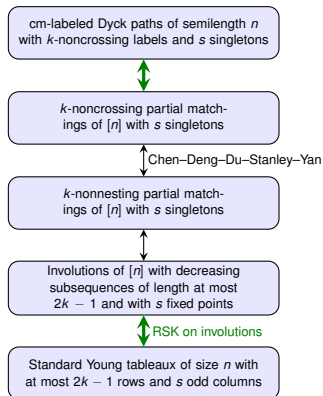 cm-labeled Dyck paths of semilength n
with k-noncrossing labels and s singletons
k-noncrossing partial match-
ings of [n] with s singletons
Chen–Deng–Du–Stanley–Yan
k-nonnesting partial match-
ings of [n] with s singletons
Involutions of [n] with decreasing
subsequences of length at most
2k − 1 and with s fixed points
RSK on involutions
Standard Young tableaux of size n with
at most 2k − 1 rows and s odd columns